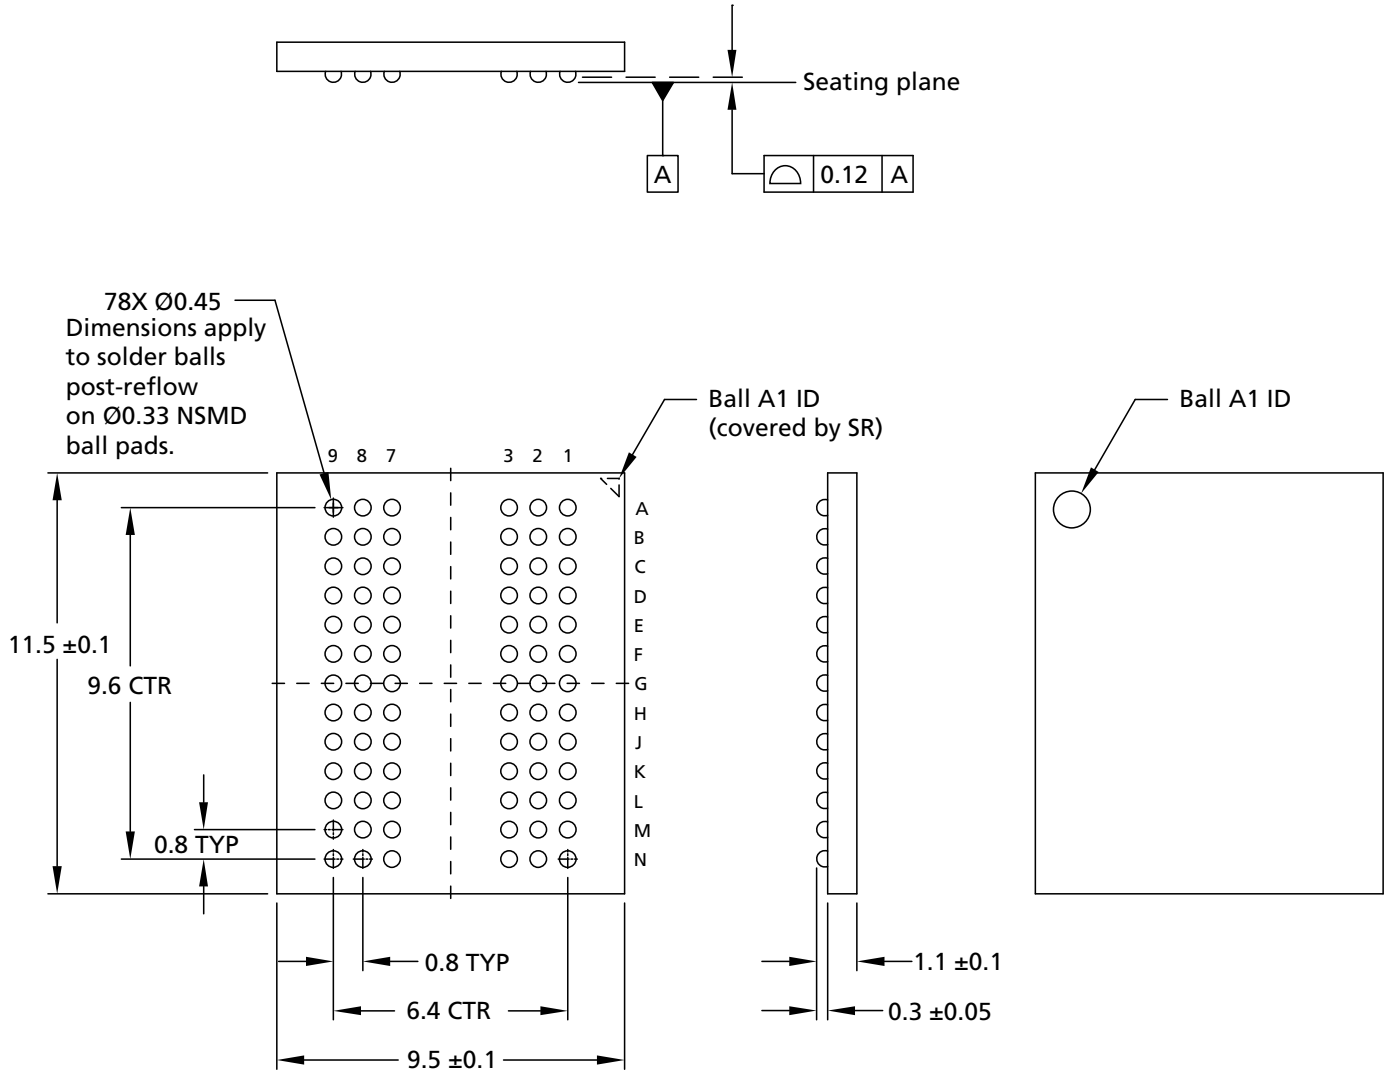 Seating plane
A
0.12 A
78X Ø0.45
Dimensions apply
to solder balls
post-reflow
on Ø0.33 NSMD
ball pads.
Ball A1 ID
(covered by SR)
Ball A1 ID
9 8 7 3 2 1
A
B
C
D
E
F
G
H
J
K
L
M
N
11.5 ±0.1
9.6 CTR
0.8 TYP
0.8 TYP
6.4 CTR
9.5 ±0.1
1.1 ±0.1
0.3 ±0.05